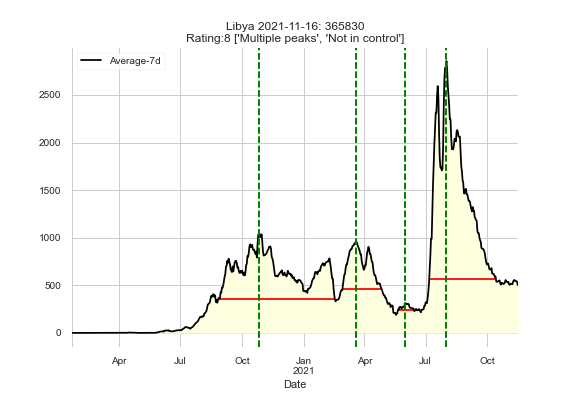 Libya 2021-11-16: 365830
Rating:8 ['Multiple peaks', 'Not in control']
Average-7d
2500
2000
1500
1000
500
0
Apr Jul Oct Jan Apr Jul Oct
2021
Date